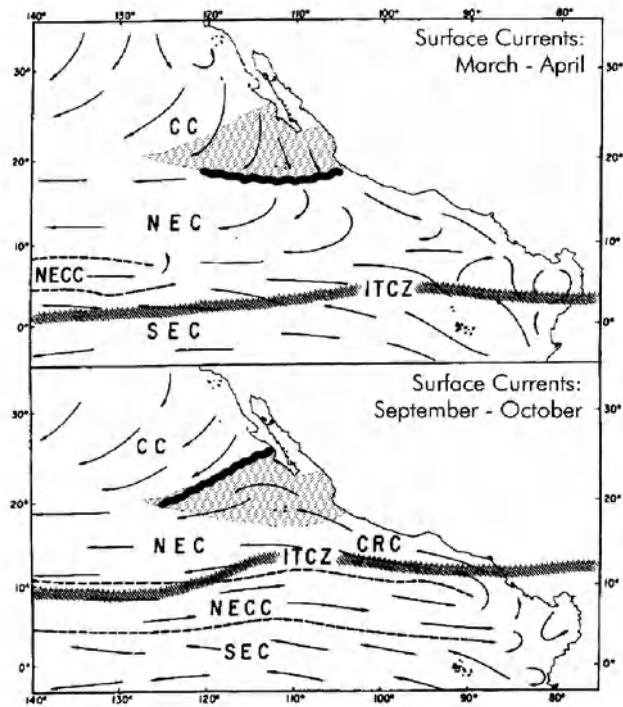 140° 130° 120° 110° 100° 90° 80°
Surface Currents:
March - April
30° 30°
CC
20° 20°
NEC
10° 10°
NECC
ITCZ
0° 0°
SEC
Surface Currents:
September - October
30° 30°
CC
20° 20°
NEC CRC
ITCZ
10° 10°
NECC
SEC
0° 0°
140° 130° 120° 110° 100° 90° 80°